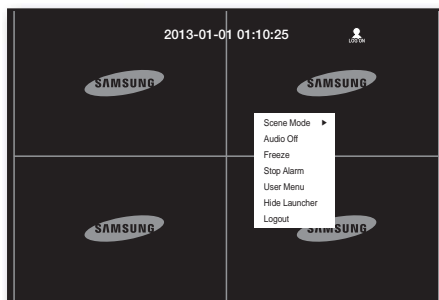 2013-01-01 01:10:25
LOG ON
SAMSUNG
SAMSUNG
Scene Mode
Audio Off
Freeze
Stop Alarm
User Menu
Hide Launcher
Logout
SAMSUNG
SAMSUNG